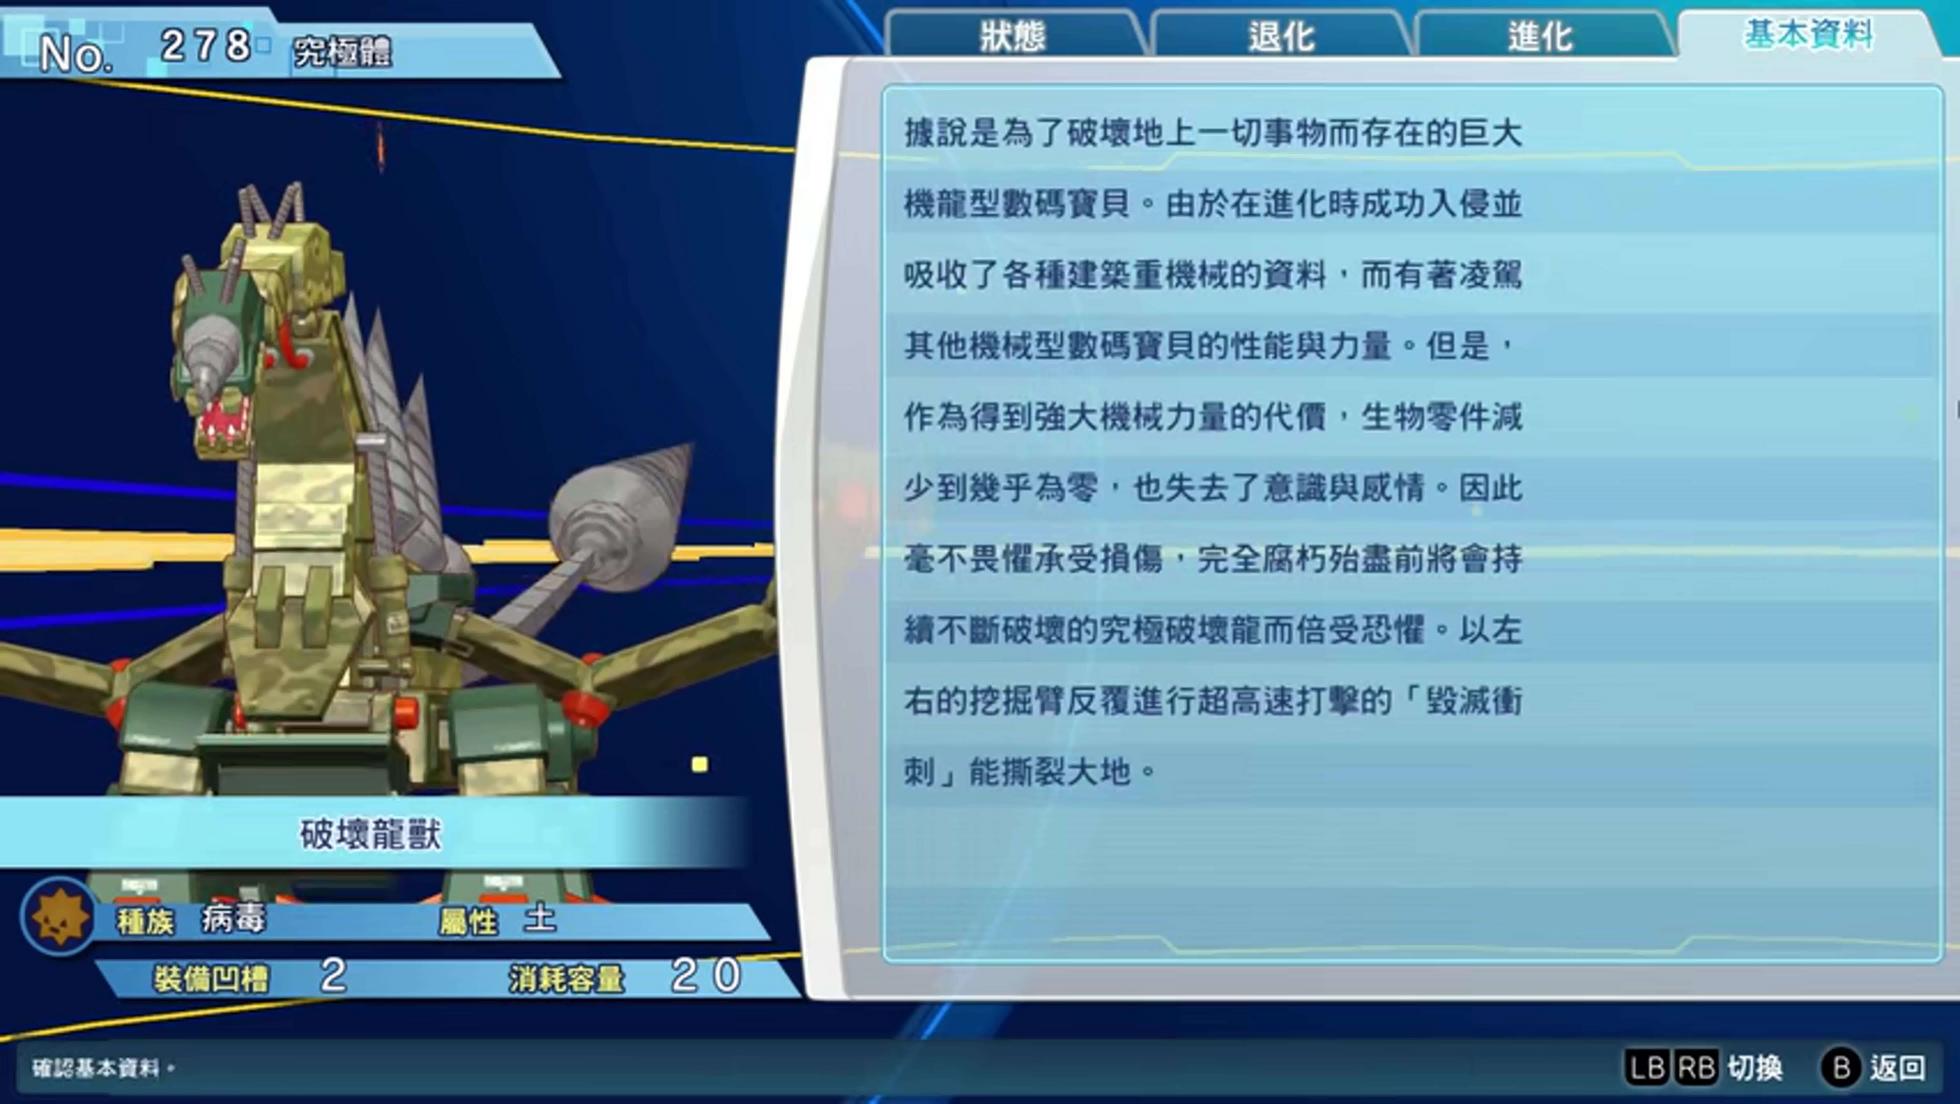 No. 278 究極體
狀態 退化 進化 基本資料
據說是為了破壞地上一切事物而存在的巨大
機龍型數碼寶貝。由於在進化時成功入侵並
吸收了各種建築重機械的資料，而有著凌駕
其他機械型數碼寶貝的性能與力量。但是，
作為得到強大機械力量的代價，生物零件減
少到幾乎為零，也失去了意識與感情。因此
毫不畏懼承受損傷，完全腐朽殆盡前將會持
續不斷破壞的究極破壞龍而倍受恐懼。以左
右的挖掘臂反覆進行超高速打擊的「毀滅衝
刺」能撕裂大地。
破壞龍獸
種族 病毒 屬性 土
裝備凹槽 2 消耗容量 20
確認基本資料。
LB RB 切換 B 返回